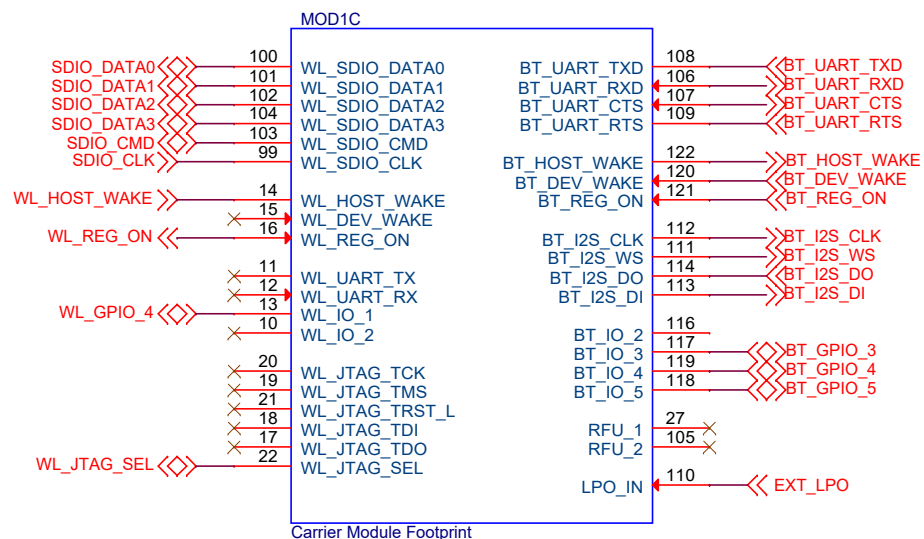 MOD1C
SDIO_DATA0 100 WL_SDIO_DATA0 BT_UART_TXD 108 BT_UART_TXD
SDIO_DATA1 101 WL_SDIO_DATA1 BT_UART_RXD 106 BT_UART_RXD
SDIO_DATA2 102 WL_SDIO_DATA2 BT_UART_CTS 107 BT_UART_CTS
SDIO_DATA3 104 WL_SDIO_DATA3 BT_UART_RTS 109 BT_UART_RTS
SDIO_CMD 103 WL_SDIO_CMD
SDIO_CLK 99 WL_SDIO_CLK BT_HOST_WAKE 122 BT_HOST_WAKE
BT_DEV_WAKE 120 BT_DEV_WAKE
WL_HOST_WAKE 14 WL_HOST_WAKE BT_REG_ON 121 BT_REG_ON
15 WL_DEV_WAKE
WL_REG_ON 16 WL_REG_ON BT_I2S_CLK 112 BT_I2S_CLK
BT_I2S_WS 111 BT_I2S_WS
11 WL_UART_TX BT_I2S_DO 114 BT_I2S_DO
12 WL_UART_RX BT_I2S_DI 113 BT_I2S_DI
WL_GPIO_4 13 WL_IO_1
10 WL_IO_2 BT_IO_2 116
BT_IO_3 117 BT_GPIO_3
20 WL_JTAG_TCK BT_IO_4 119 BT_GPIO_4
19 WL_JTAG_TMS BT_IO_5 118 BT_GPIO_5
21 WL_JTAG_TRST_L
18 WL_JTAG_TDI RFU_1 27
17 WL_JTAG_TDO RFU_2 105
WL_JTAG_SEL 22 WL_JTAG_SEL
LPO_IN 110 EXT_LPO
Carrier Module Footprint